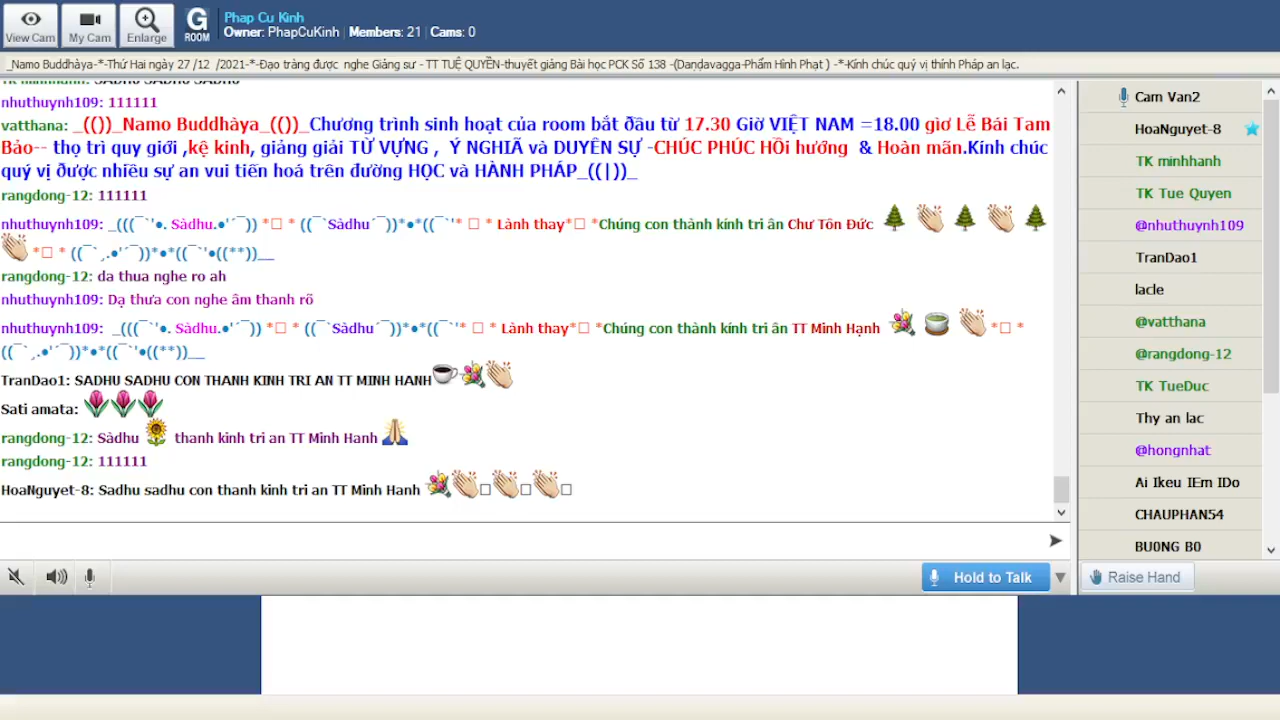 View Cam
My Cam
Enlarge
G
ROOM
Phap Cu Kinh
Owner: PhapCuKinh | Members: 21 | Cams: 0
_Namo Buddhàya-*-Thứ Hai ngày 27 /12 /2021-*-Đạo tràng được nghe Giảng sư - TT TUỆ QUYỀN-thuyết giảng Bài học PCK Số 138 -(Daṇḍavagga-Phẩm Hình Phạt ) -*-Kính chúc quý vị thính Pháp an lạc.
nhuthuynh109: 111111
vatthana: _(())_Namo Buddhàya_(())_Chương trình sinh hoạt của room bắt đầu từ 17.30 Giờ VIỆT NAM =18.00 giờ Lễ Bái Tam
Bảo-- thọ trì quy giới ,kệ kinh, giảng giải TỪ VỰNG , Ý NGHIÃ và DUYÊN SỰ -CHÚC PHÚC HỒi hướng & Hoàn mãn.Kính chúc
quý vị được nhiều sự an vui tiến hoá trên đường HỌC và HÀNH PHÁP_((|))_
rangdong-12: 111111
nhuthuynh109: _(((¯`'•. Sàdhu.•'´¯)) *□ * ((¯`Sàdhu´¯))*•*((¯`'* □ * Lành thay*□ *Chúng con thành kính tri ân Chư Tôn Đức 🌲 👏 🌲 👏 🌲
👏 *□ * ((¯`¸.•'´¯))*•*((¯`'•((**))__
rangdong-12: da thua nghe ro ah
nhuthuynh109: Dạ thưa con nghe âm thanh rõ
nhuthuynh109: _(((¯`'•. Sàdhu.•'´¯)) *□ * ((¯`Sàdhu´¯))*•*((¯`'* □ * Lành thay*□ *Chúng con thành kính tri ân TT Minh Hạnh 💐 🍵 👏 *□ *
((¯`¸.•'´¯))*•*((¯`'•((**))__
TranDao1: SADHU SADHU CON THANH KINH TRI AN TT MINH HANH☕💐👏
Sati amata: 🌷🌷🌷
rangdong-12: Sàdhu 🌻 thanh kinh tri an TT Minh Hanh 🙏
rangdong-12: 111111
HoaNguyet-8: Sadhu sadhu con thanh kinh tri an TT Minh Hanh 💐👏□👏□👏□
Hold to Talk
Cam Van2
HoaNguyet-8
TK minhhanh
TK Tue Quyen
@nhuthuynh109
TranDao1
lacle
@vatthana
@rangdong-12
TK TueDuc
Thy an lac
@hongnhat
Ai Ikeu IEm IDo
CHAUPHAN54
BU0NG B0
Raise Hand